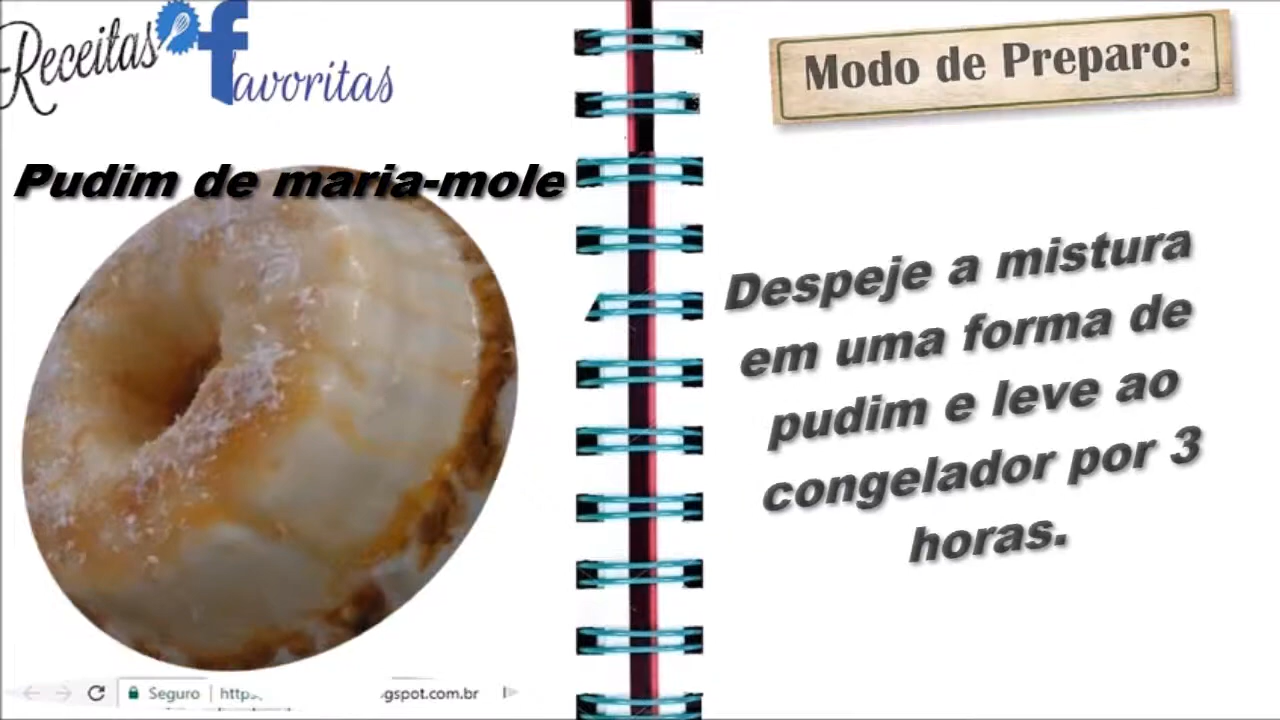 Receitas
favoritas
Pudim de maria-mole
Seguro
gspot.com.br
Modo de Preparo:
Despeje a mistura
em uma forma de
pudim e leve ao
congelador por 3
horas.